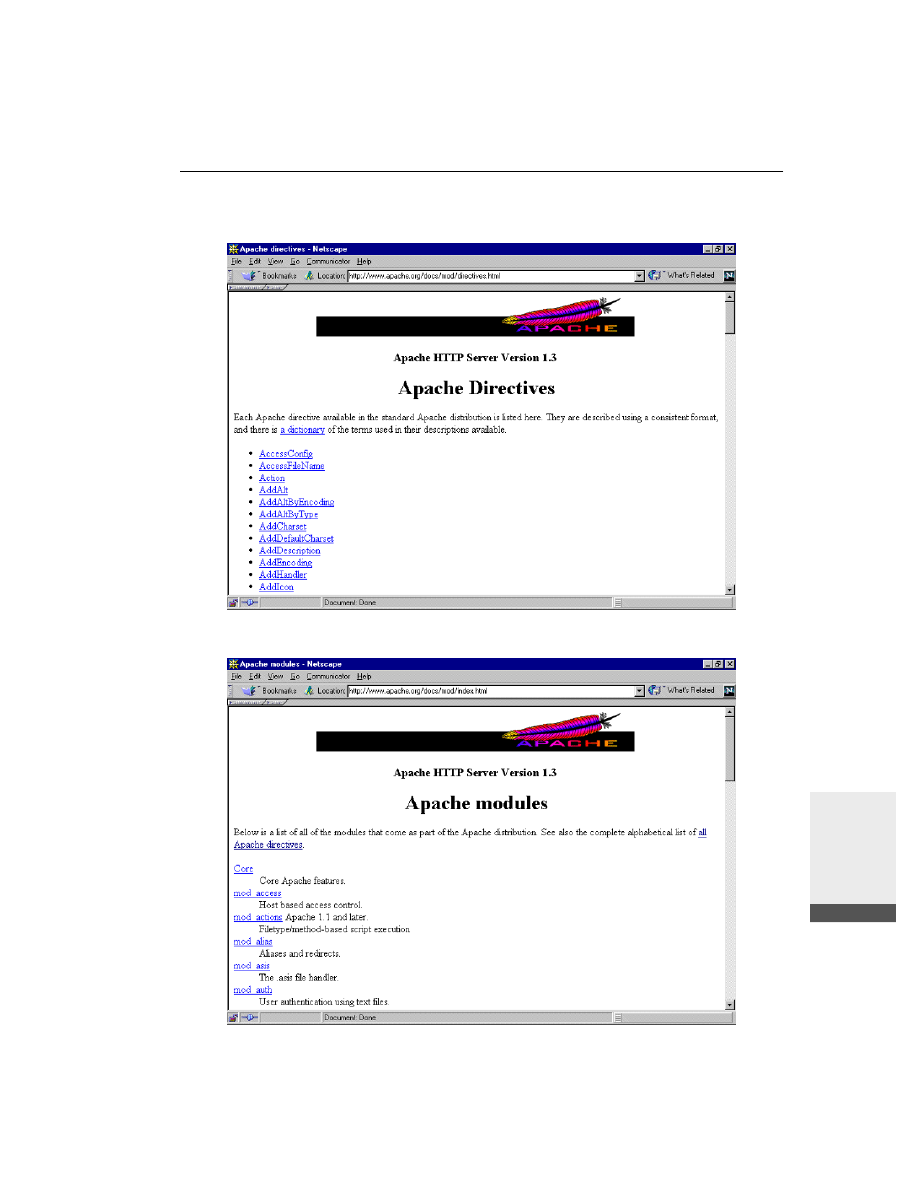 Apache directives - Netscape
File Edit View Go Communicator Help
Bookmarks Location: http://www.apache.org/docs/mod/directives.html What's Related
APACHE
Apache HTTP Server Version 1.3
Apache Directives
Each Apache directive available in the standard Apache distribution is listed here. They are described using a consistent format,
and there is a dictionary of the terms used in their descriptions available.
• AccessConfig
• AccessFileName
• Action
• AddAlt
• AddAltByEncoding
• AddAltByType
• AddCharset
• AddDefaultCharset
• AddDescription
• AddEncoding
• AddHandler
• AddIcon
Document: Done
Apache modules - Netscape
File Edit View Go Communicator Help
Bookmarks Location: http://www.apache.org/docs/mod/index.html What's Related
APACHE
Apache HTTP Server Version 1.3
Apache modules
Below is a list of all of the modules that come as part of the Apache distribution. See also the complete alphabetical list of all
Apache directives.
Core
Core Apache features.
mod_access
Host based access control.
mod_actions Apache 1.1 and later.
Filetype/method-based script execution
mod_alias
Aliases and redirects.
mod_asis
The .asis file handler.
mod_auth
User authentication using text files.
Document: Done